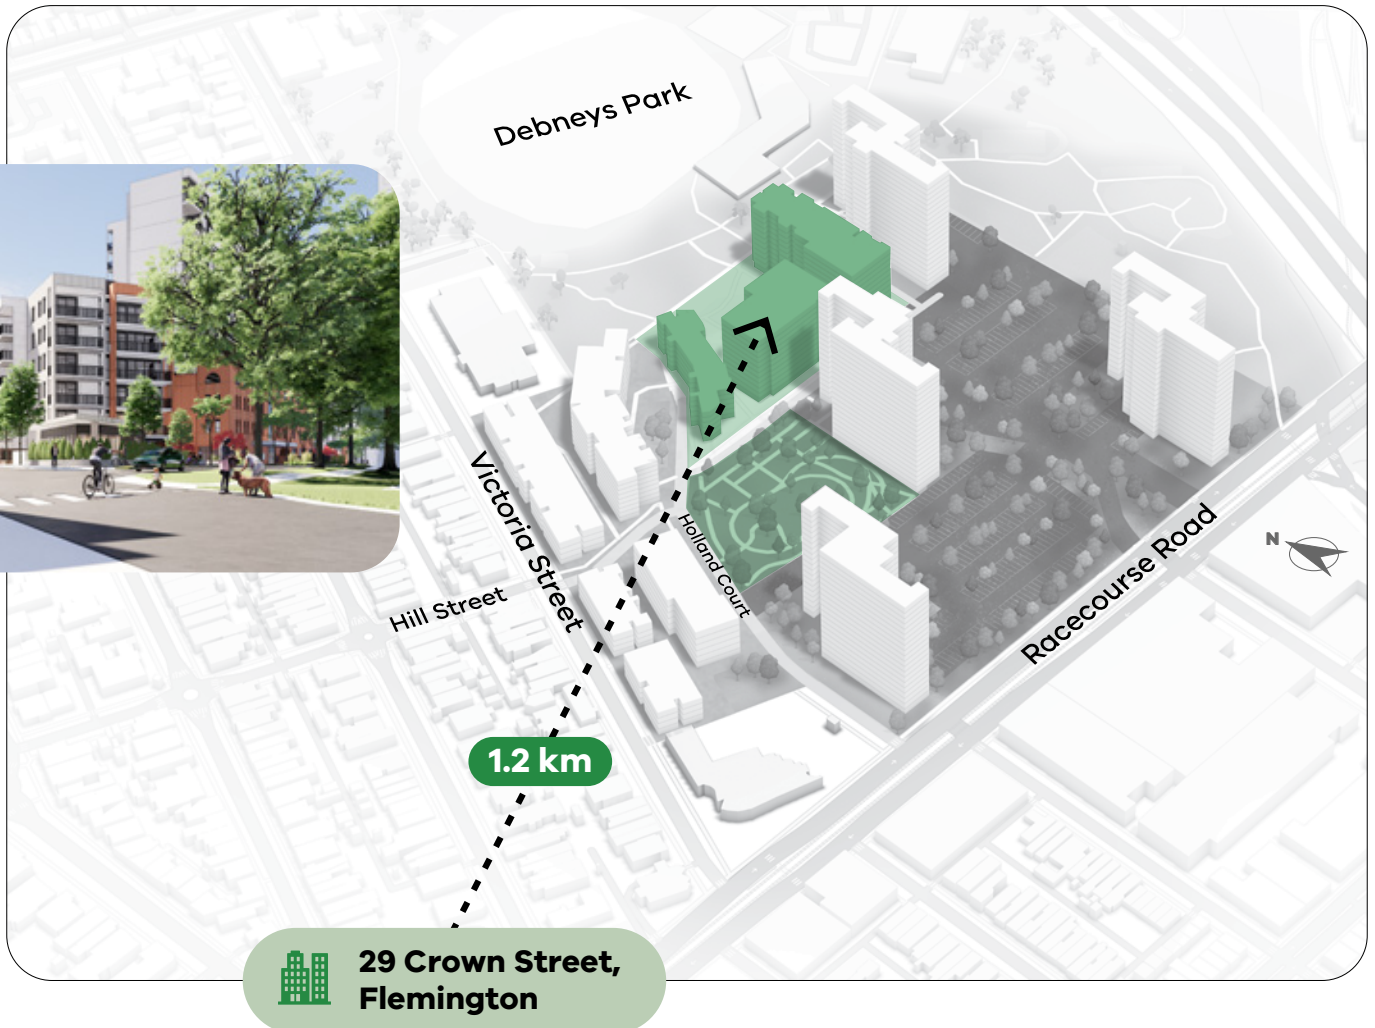 Debneys Park
Victoria Street
Holland Court
Hill Street
Racecourse Road
N
1.2 km
29 Crown Street,
Flemington